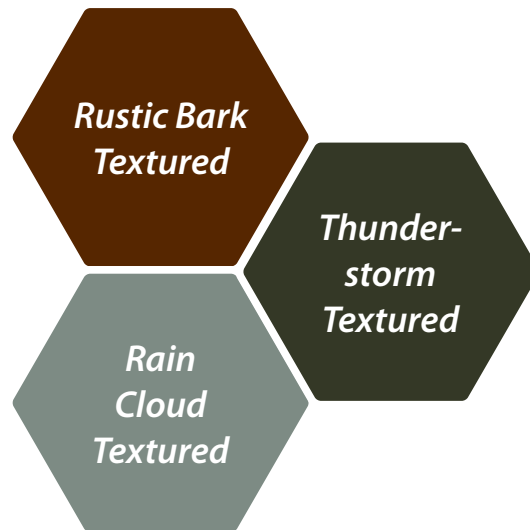 Rustic Bark
Textured
Thunder-
storm
Textured
Rain
Cloud
Textured